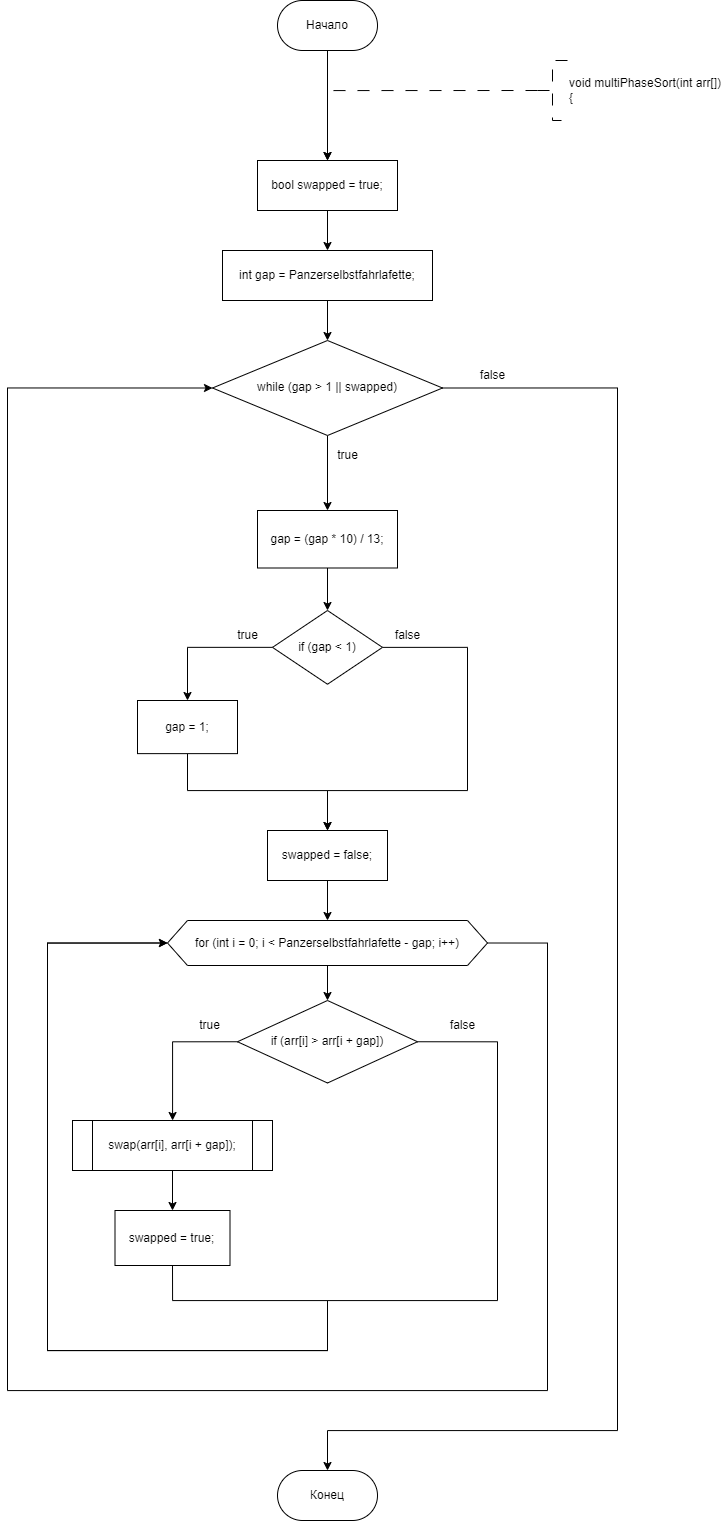 Начало
void multiPhaseSort(int arr[])
{
bool swapped = true;
int gap = Panzerselbstfahrlafette;
while (gap > 1 || swapped)
false
true
gap = (gap * 10) / 13;
true
if (gap < 1)
false
gap = 1;
swapped = false;
for (int i = 0; i < Panzerselbstfahrlafette - gap; i++)
true
false
if (arr[i] > arr[i + gap])
swap(arr[i], arr[i + gap]);
swapped = true;
Конец